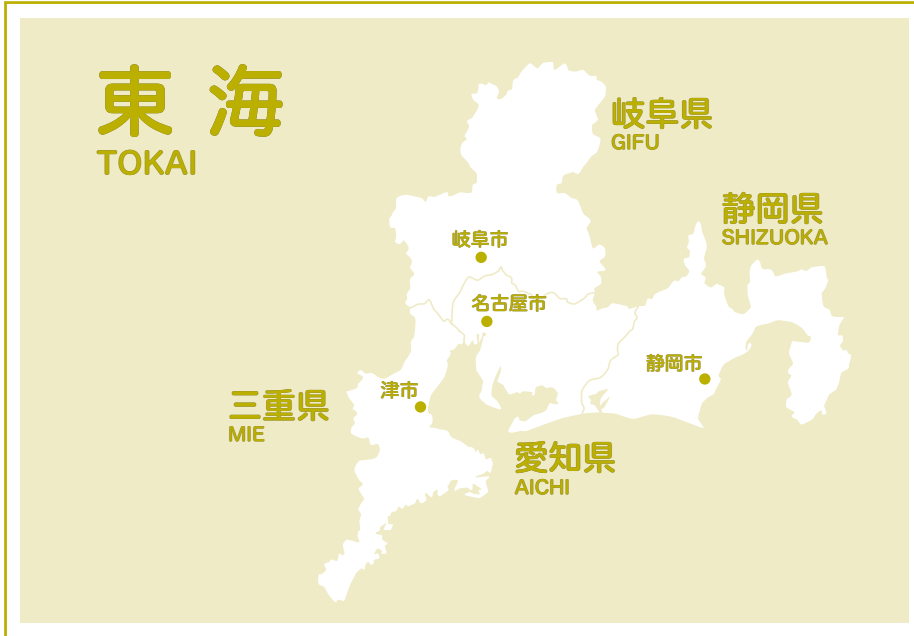 東海
TOKAI
岐阜県
GIFU
静岡県
SHIZUOKA
岐阜市
名古屋市
静岡市
津市
三重県
MIE
愛知県
AICHI